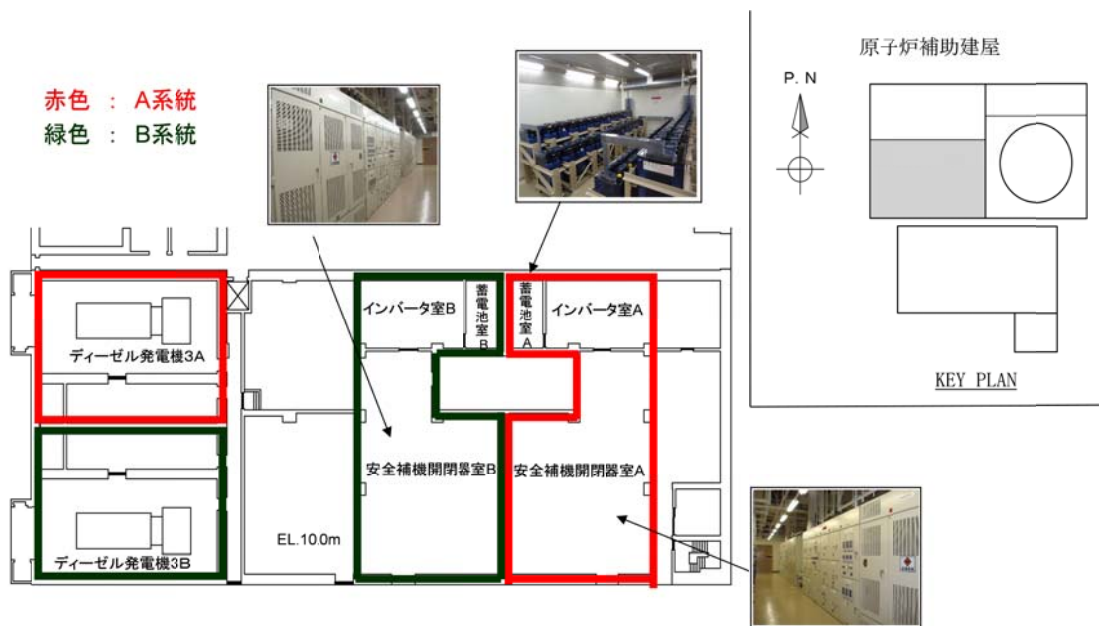 赤色 : A系統
緑色 : B系統
原子炉補助建屋
P. N
KEY PLAN
インバータ室B
蓄電池室B
蓄電池室A
インバータ室A
ディーゼル発電機3A
安全補機開閉器室B
安全補機開閉器室A
EL.10.0m
ディーゼル発電機3B